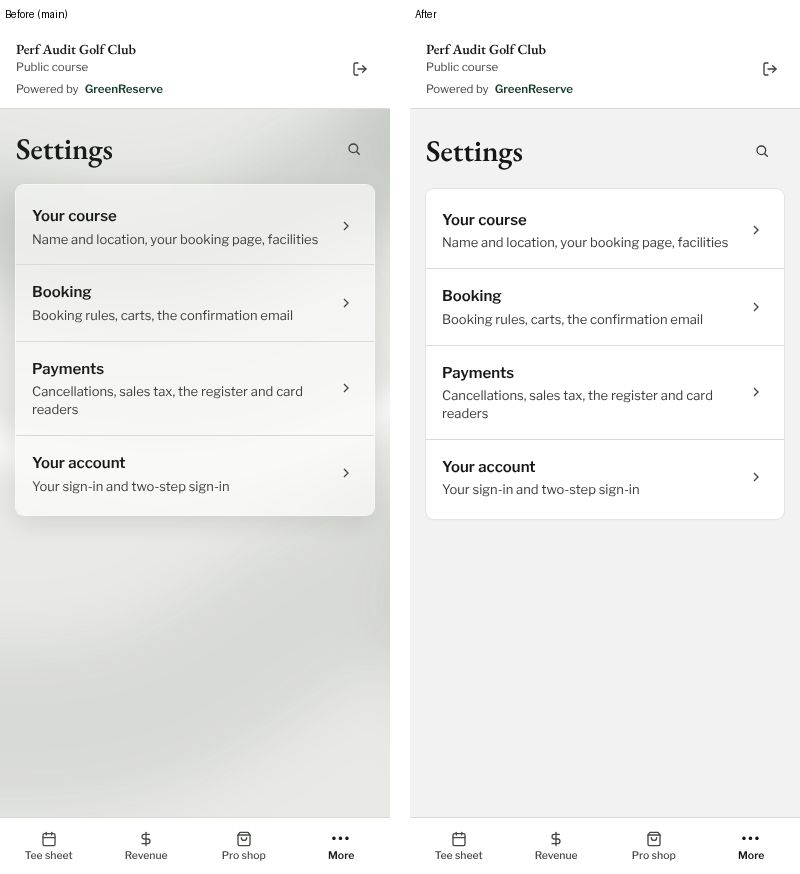 Before (main)
Perf Audit Golf Club
Public course
Powered by GreenReserve
Settings
Your course
Name and location, your booking page, facilities
Booking
Booking rules, carts, the confirmation email
Payments
Cancellations, sales tax, the register and card
readers
Your account
Your sign-in and two-step sign-in
Tee sheet
Revenue
Pro shop
More
After
Perf Audit Golf Club
Public course
Powered by GreenReserve
Settings
Your course
Name and location, your booking page, facilities
Booking
Booking rules, carts, the confirmation email
Payments
Cancellations, sales tax, the register and card
readers
Your account
Your sign-in and two-step sign-in
Tee sheet
Revenue
Pro shop
More